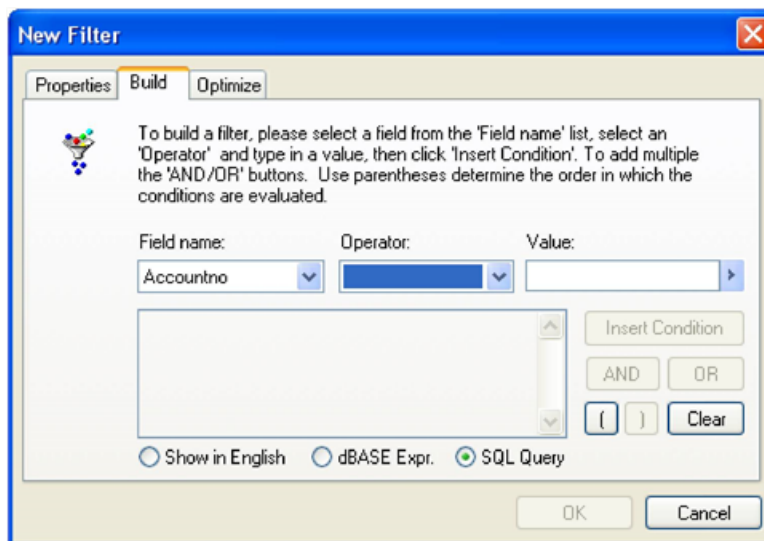 New Filter
Properties Build Optimize
To build a filter, please select a field from the 'Field name' list, select an
'Operator' and type in a value, then click 'Insert Condition'. To add multiple
the 'AND/OR' buttons. Use parentheses determine the order in which the
conditions are evaluated.
Field name: Operator: Value:
Accountno
Insert Condition
AND OR
( ) Clear
Show in English dBASE Expr. SQL Query
OK Cancel